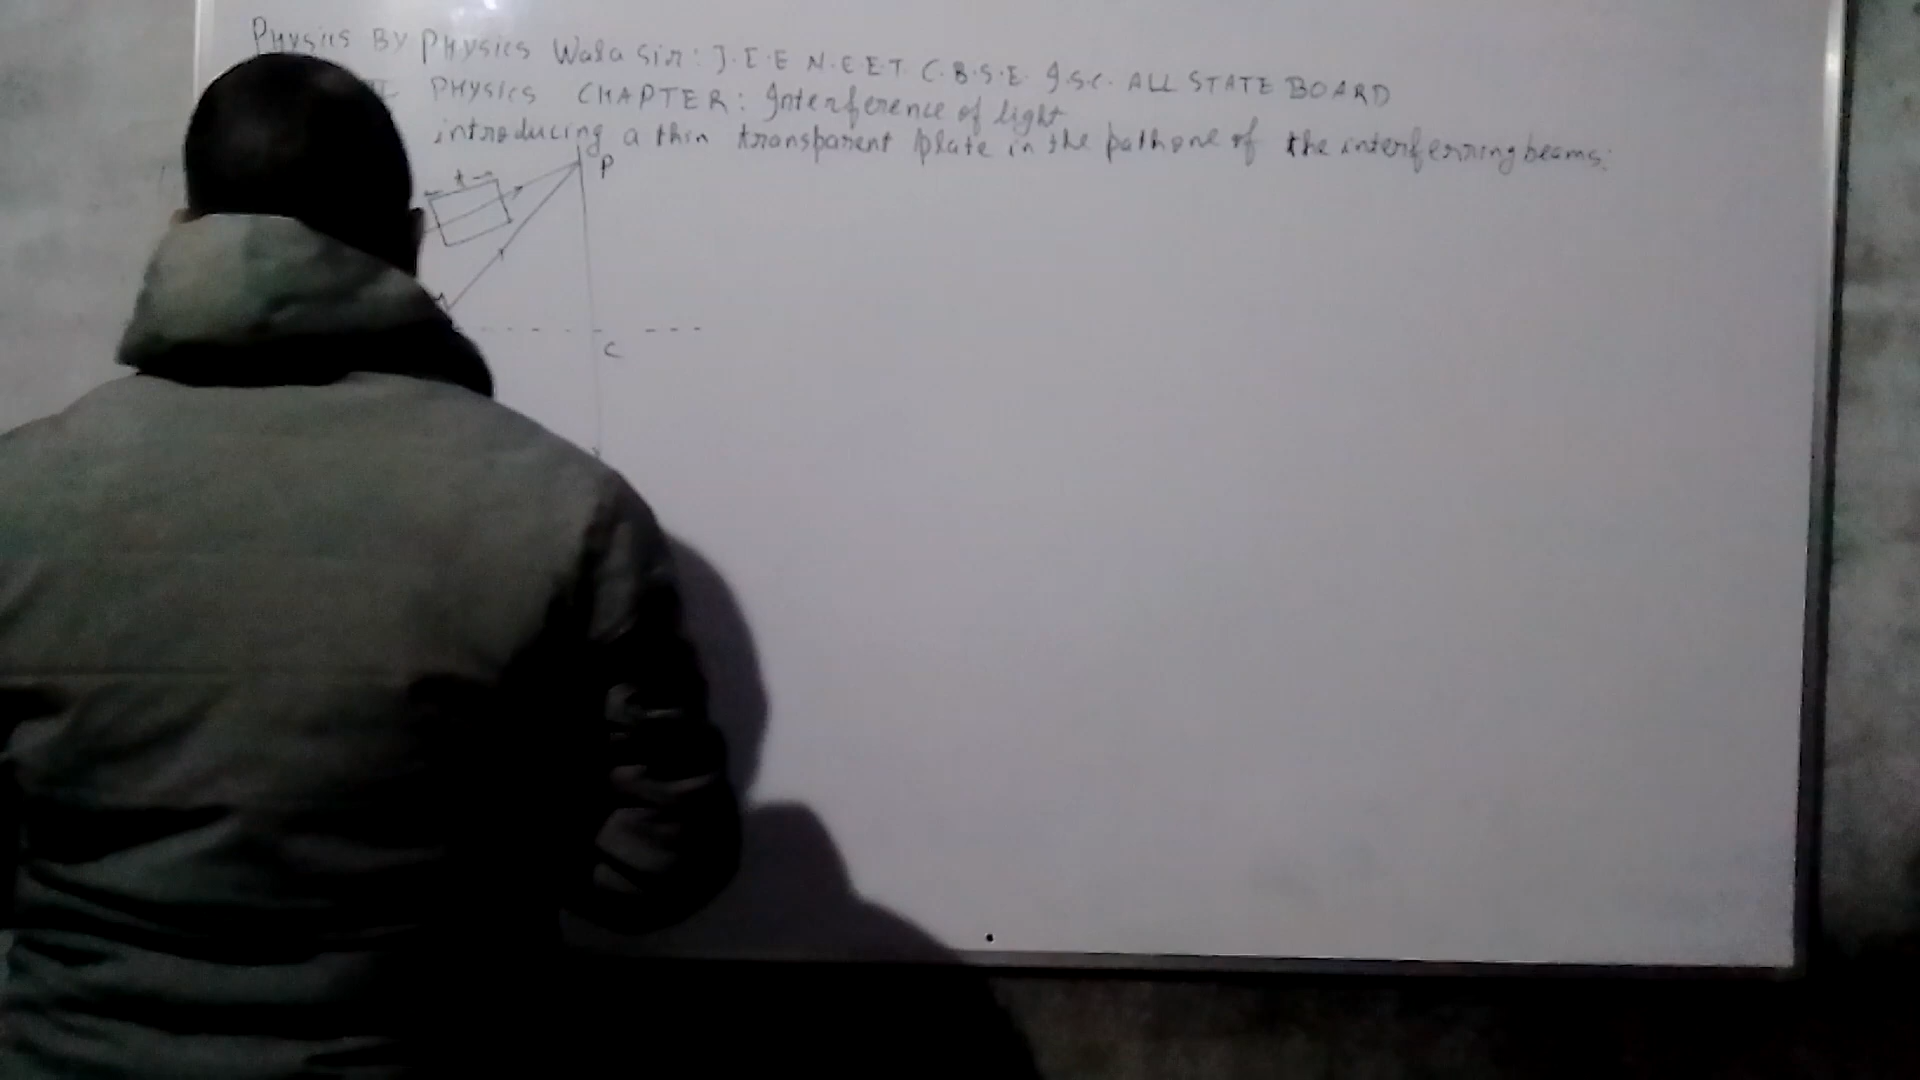 Physics By Physics Wala Sir: J.E.E N.E.E.T. C.B.S.E. I.S.C. ALL STATE BOARD
PHYSICS CHAPTER: Interference of light
introducing a thin transparent plate in the path one of the interferring beams:
P
t
C